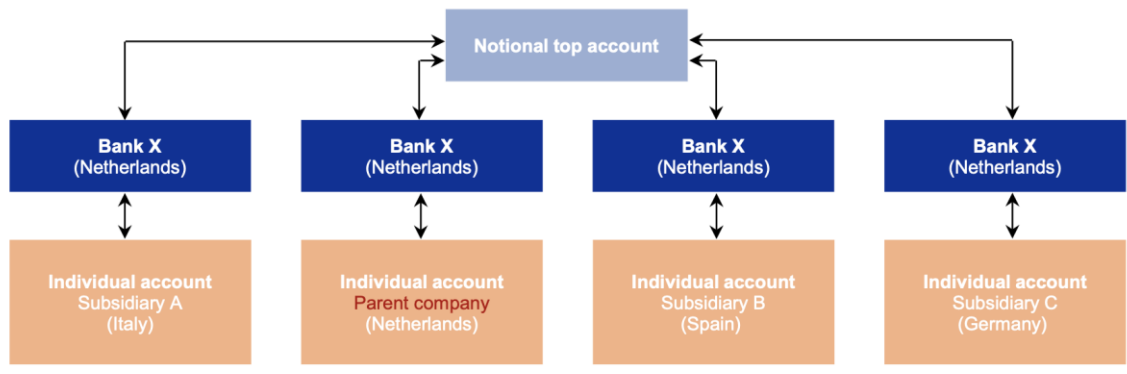 Notional top account
Bank X
(Netherlands)
Bank X
(Netherlands)
Bank X
(Netherlands)
Bank X
(Netherlands)
Individual account
Subsidiary A
(Italy)
Individual account
Parent company
(Netherlands)
Individual account
Subsidiary B
(Spain)
Individual account
Subsidiary C
(Germany)